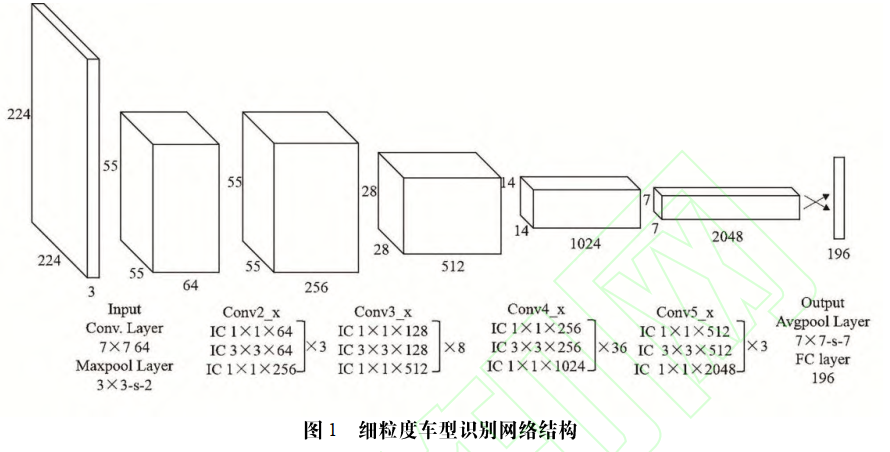 224
224
3
55
55
64
55
55
256
28
28
512
14
14
1024
7
7
2048
196
Input
Conv. Layer
7×7 64
Maxpool Layer
3×3-s-2
Conv2_x
IC 1×1×64
IC 3×3×64
IC 1×1×256
×3
Conv3_x
IC 1×1×128
IC 3×3×128
IC 1×1×512
×8
Conv4_x
IC 1×1×256
IC 3×3×256
IC 1×1×1024
×36
Conv5_x
IC 1×1×512
IC 3×3×512
IC 1×1×2048
×3
Output
Avgpool Layer
7×7-s-7
FC layer
196
图 1 细粒度车型识别网络结构